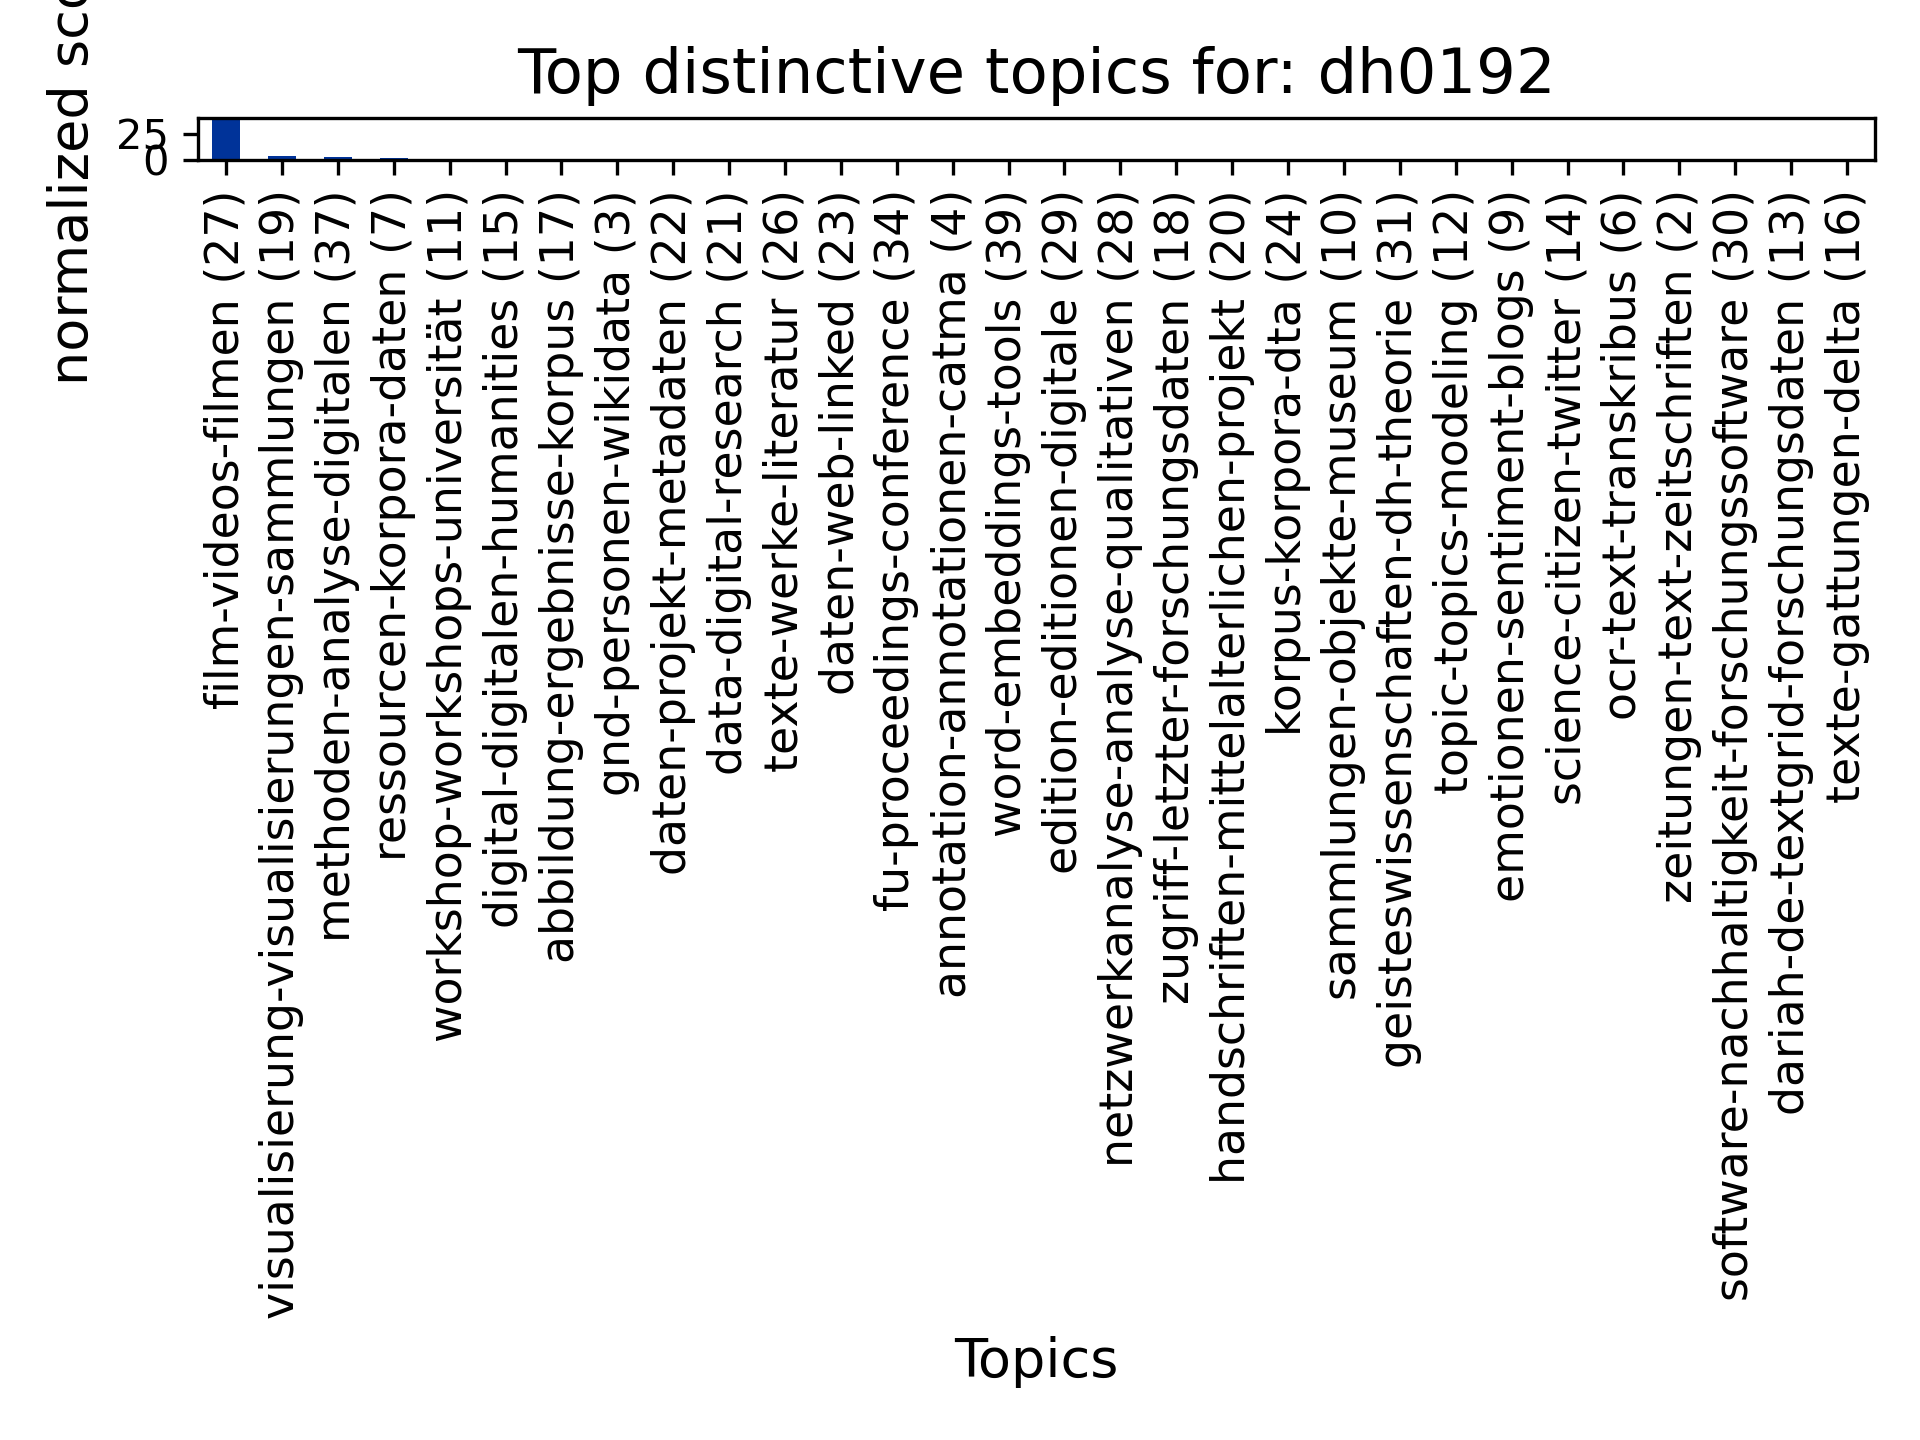 Top distinctive topics for: dh0192
normalized
25
0
film-videos-filmen (27)
visualisierung-visualisierungen-sammlungen (19)
methoden-analyse-digitalen (37)
ressourcen-korpora-daten (7)
workshop-workshops-universität (11)
digital-digitalen-humanities (15)
abbildung-ergebnisse-korpus (17)
gnd-personen-wikidata (3)
daten-projekt-metadaten (22)
data-digital-research (21)
texte-werke-literatur (26)
daten-web-linked (23)
fu-proceedings-conference (34)
annotation-annotationen-catma (4)
word-embeddings-tools (39)
edition-editionen-digitale (29)
netzwerkanalyse-analyse-qualitativen (28)
zugriff-letzter-forschungsdaten (18)
handschriften-mittelalterlichen-projekt (20)
korpus-korpora-dta (24)
sammlungen-objekte-museum (10)
geisteswissenschaften-dh-theorie (31)
topic-topics-modeling (12)
emotionen-sentiment-blogs (9)
science-citizen-twitter (14)
ocr-text-transkribus (6)
zeitungen-text-zeitschriften (2)
software-nachhaltigkeit-forschungssoftware (30)
dariah-de-textgrid-forschungsdaten (13)
texte-gattungen-delta (16)
Topics